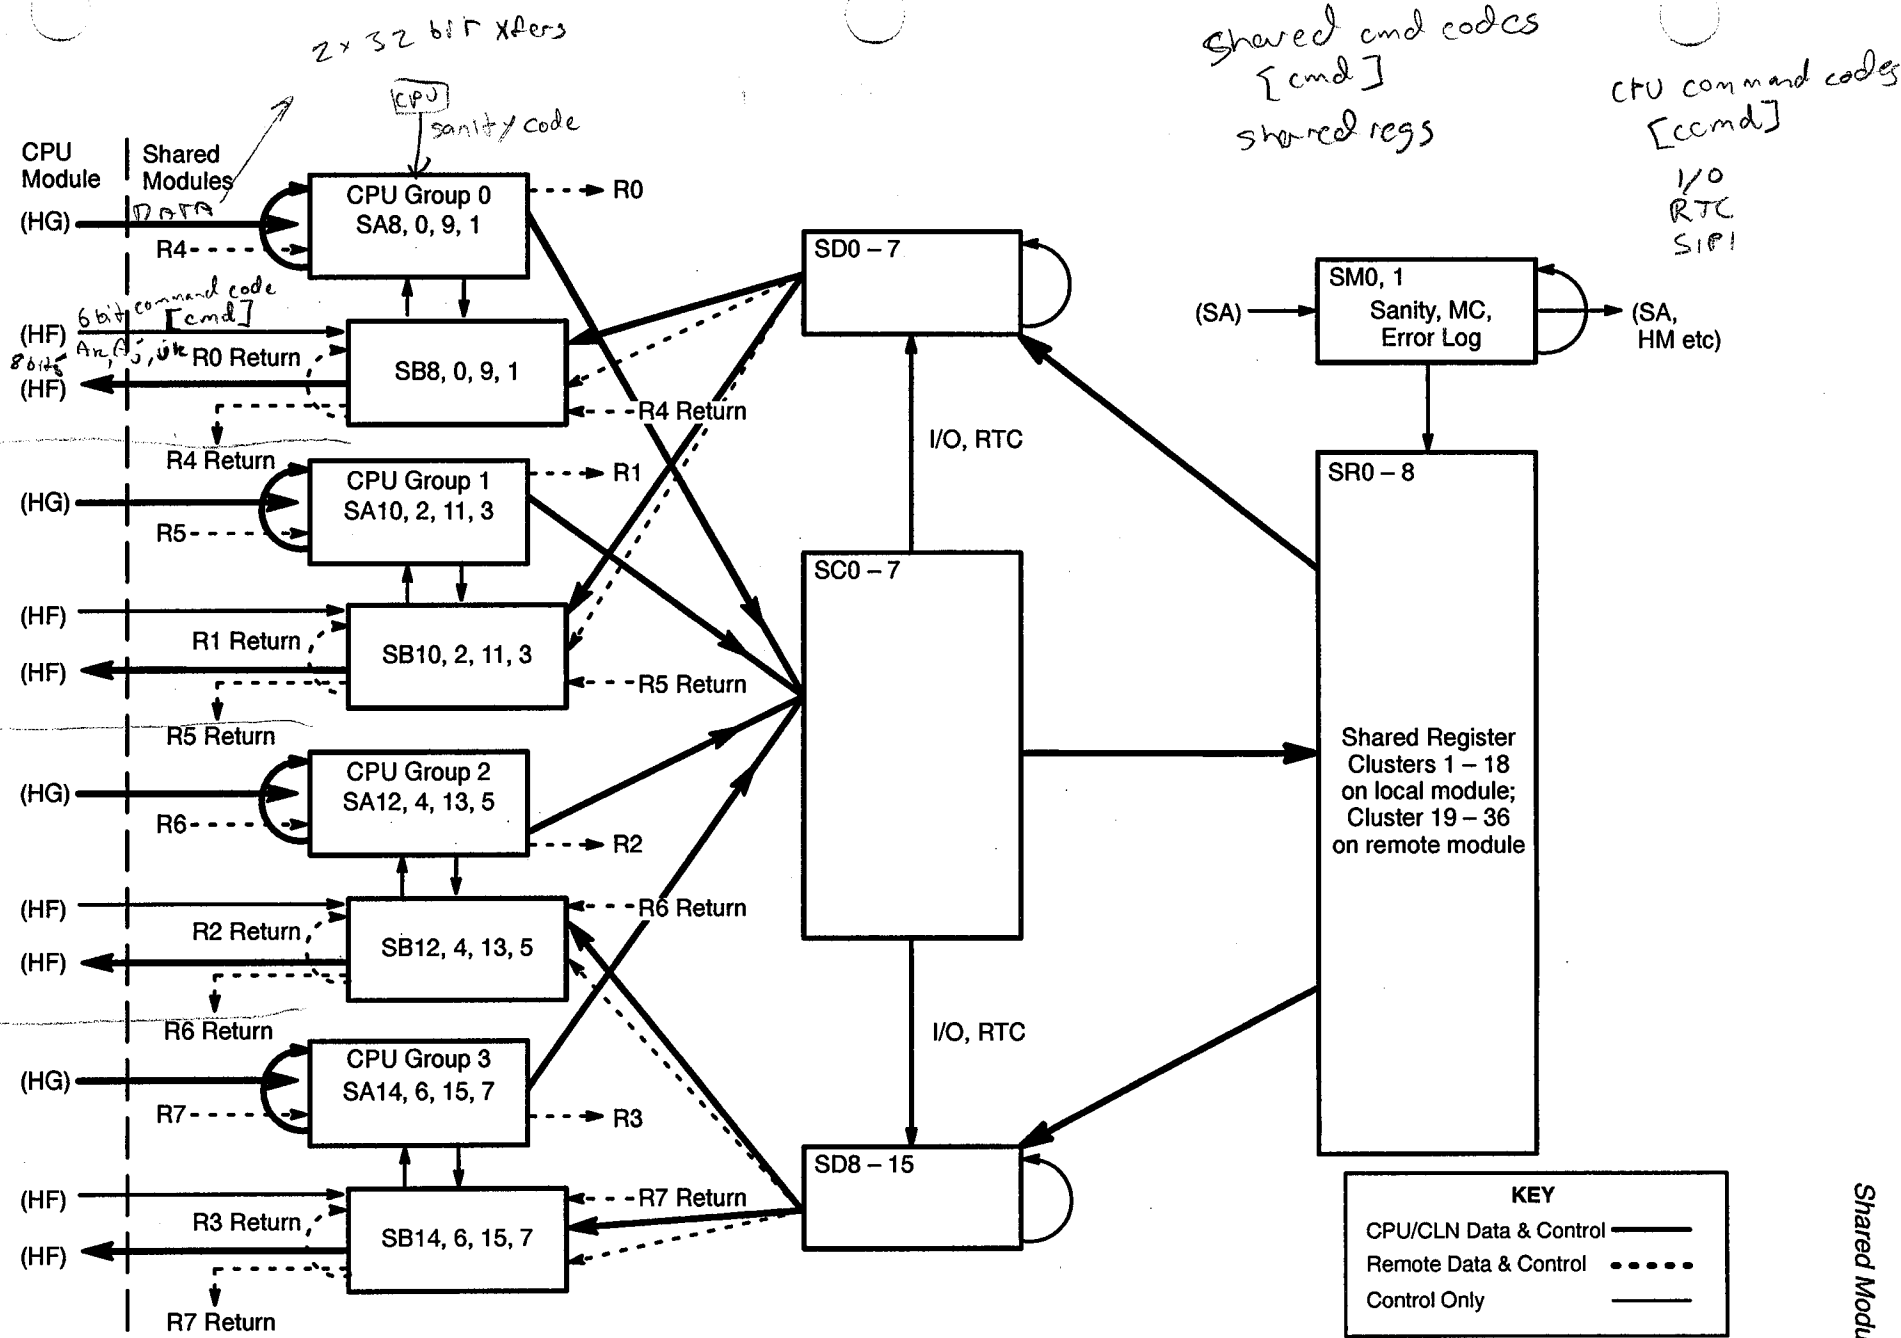 2 x 32 bit Xfers
shared cmd codes
[cmd]
shared regs
CPU command codes
[ccmd]
I/O
RTC
SIPI
CPU
sanity code
CPU
Module
Shared
Modules
DATA
(HG)
R4
CPU Group 0
SA8, 0, 9, 1
R0
6 bit command code
[cmd]
(HF)
8 bits
R0 Return
(HF)
SB8, 0, 9, 1
R4 Return
R4 Return
(HG)
R5
CPU Group 1
SA10, 2, 11, 3
R1
(HF)
R1 Return
(HF)
SB10, 2, 11, 3
R5 Return
R5 Return
(HG)
R6
CPU Group 2
SA12, 4, 13, 5
R2
(HF)
R2 Return
(HF)
SB12, 4, 13, 5
R6 Return
R6 Return
(HG)
R7
CPU Group 3
SA14, 6, 15, 7
R3
(HF)
R3 Return
(HF)
SB14, 6, 15, 7
R7 Return
R7 Return
SD0 – 7
I/O, RTC
SC0 – 7
I/O, RTC
SD8 – 15
(SA)
SM0, 1
Sanity, MC,
Error Log
(SA,
HM etc)
SR0 – 8
Shared Register
Clusters 1 – 18
on local module;
Cluster 19 – 36
on remote module
KEY
CPU/CLN Data & Control
Remote Data & Control
Control Only
Shared Modu